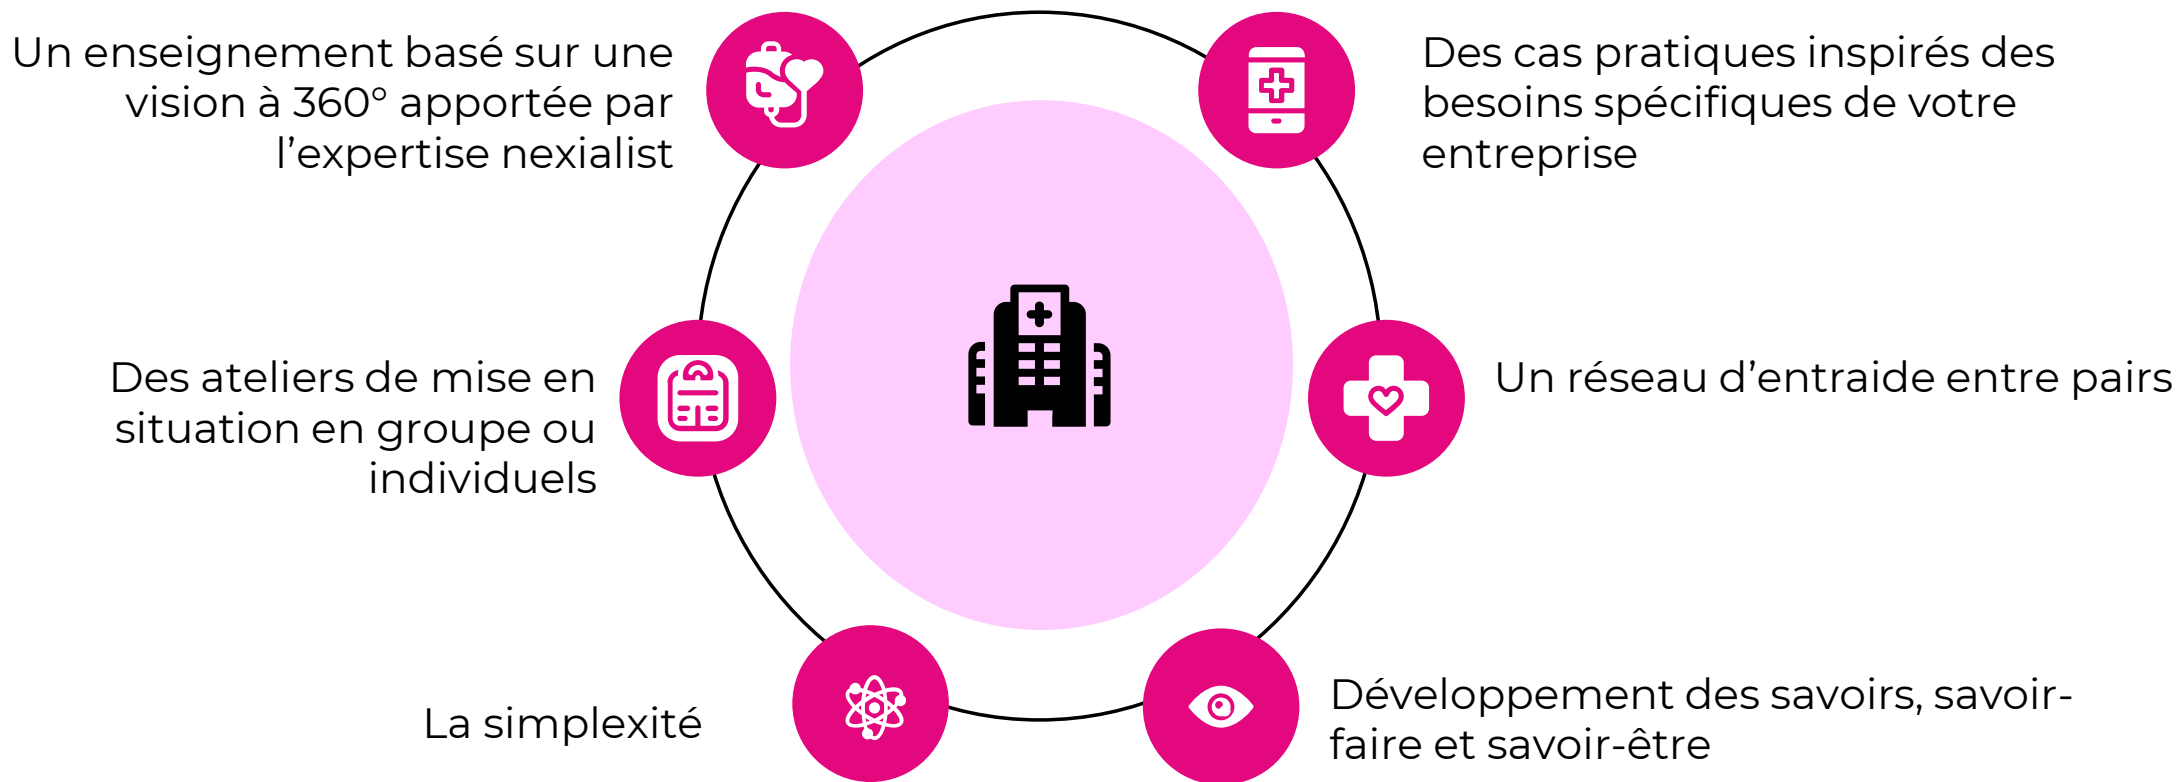 Un enseignement basé sur une
vision à 360° apportée par
l’expertise nexialist
Des cas pratiques inspirés des
besoins spécifiques de votre
entreprise
Des ateliers de mise en
situation en groupe ou
individuels
Un réseau d’entraide entre pairs
La simplexité
Développement des savoirs, savoir-
faire et savoir-être